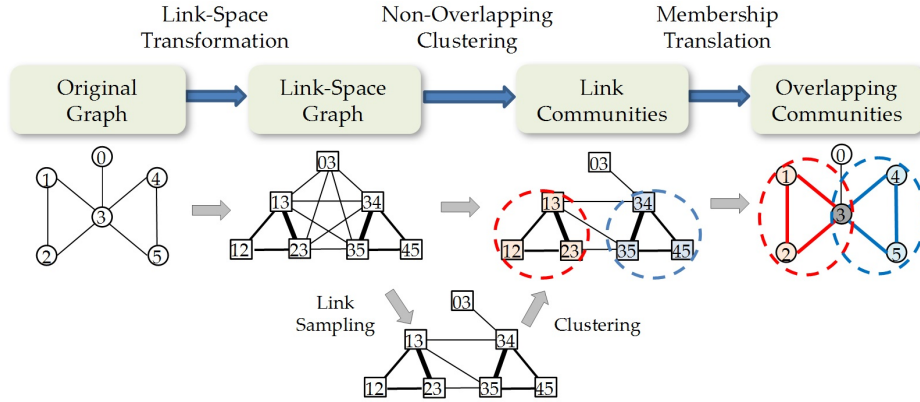 Link-Space
Transformation
Non-Overlapping
Clustering
Membership
Translation
Original
Graph
Link-Space
Graph
Link
Communities
Overlapping
Communities
0
1
4
3
2
5
03
13
34
12
23
35
45
03
13
34
12
23
35
45
0
1
4
3
2
5
Link
Sampling
Clustering
03
13
34
12
23
35
45